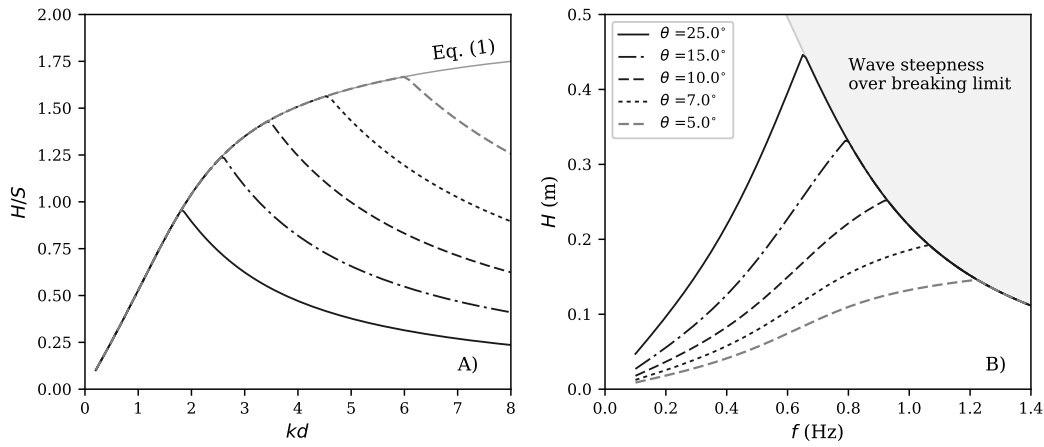 2.00
1.75
1.50
1.25
1.00
0.75
0.50
0.25
0.00
H/S
Eq. (1)
A)
0 1 2 3 4 5 6 7 8
kd
0.5
0.4
0.3
0.2
0.1
0.0
H (m)
θ =25.0°
θ =15.0°
θ =10.0°
θ =7.0°
θ =5.0°
Wave steepness
over breaking limit
B)
0.0 0.2 0.4 0.6 0.8 1.0 1.2 1.4
f (Hz)